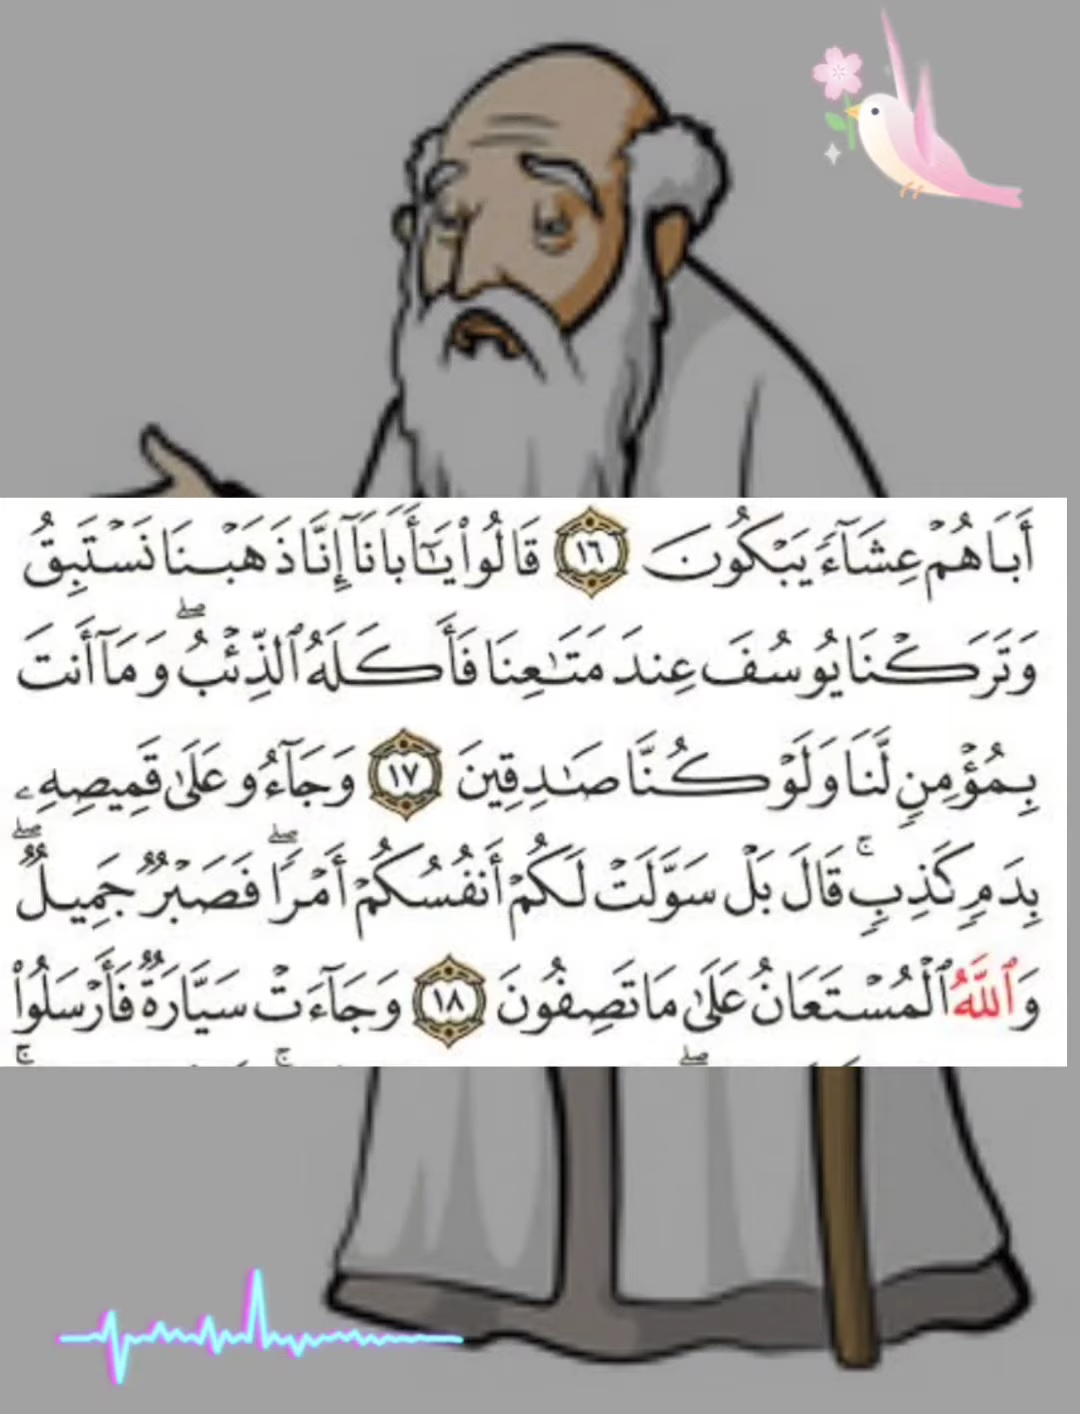 أَبَاهُمْ عِشَآءً يَبْكُونَ ١٦ قَالُوا۟ يَٰٓأَبَانَآ إِنَّا ذَهَبْنَا نَسْتَبِقُ
وَتَرَكْنَا يُوسُفَ عِندَ مَتَٰعِنَا فَأَكَلَهُ ٱلذِّئْبُ ۖ وَمَآ أَنتَ
بِمُؤْمِنٍ لَّنَا وَلَوْ كُنَّا صَٰدِقِينَ ١٧ وَجَآءُو عَلَىٰ قَمِيصِهِۦ
بِدَمٍ كَذِبٍ ۚ قَالَ بَلْ سَوَّلَتْ لَكُمْ أَنفُسُكُمْ أَمْرًا ۖ فَصَبْرٌ جَمِيلٌ ۖ
وَٱللَّهُ ٱلْمُسْتَعَانُ عَلَىٰ مَا تَصِفُونَ ١٨ وَجَآءَتْ سَيَّارَةٌ فَأَرْسَلُوا۟